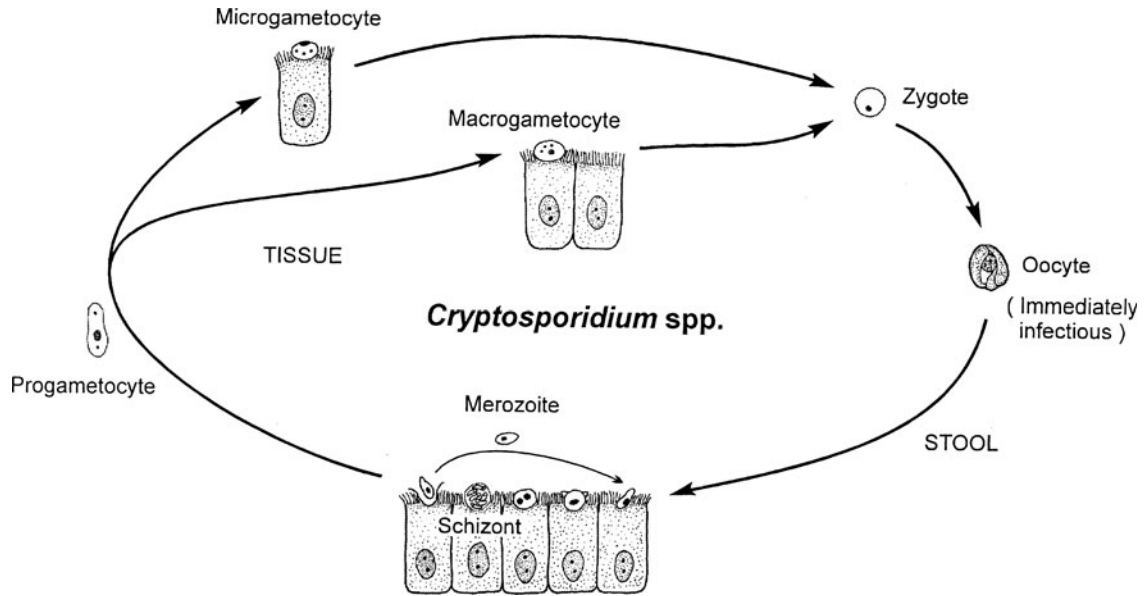 Microgametocyte
Zygote
Macrogametocyte
TISSUE
Oocyte
( Immediately
infectious )
Cryptosporidium spp.
Progametocyte
Merozoite
STOOL
Schizont